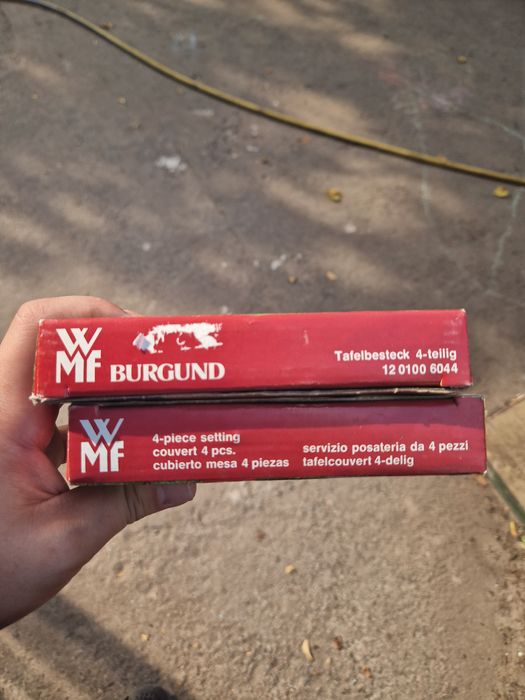 WMF BURGUND
Tafelbesteck 4-teilig
12 0100 6044
WMF
4-piece setting
couvert 4 pcs.
cubierto mesa 4 piezas
servizio posateria da 4 pezzi
tafelcouvert 4-delig